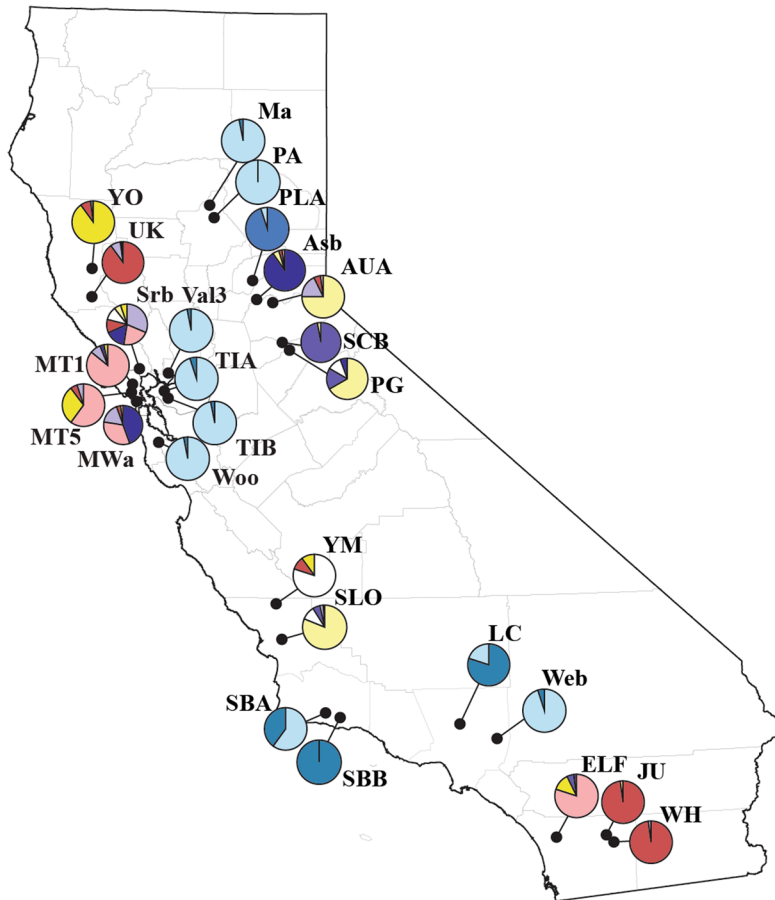 Ma
PA
PLA
YO
UK
Asb
AUA
Srb
Val3
SCB
MT1
TIA
PG
MT5
TIB
MWa
Woo
YM
SLO
LC
Web
SBA
SBB
ELF
JU
WH